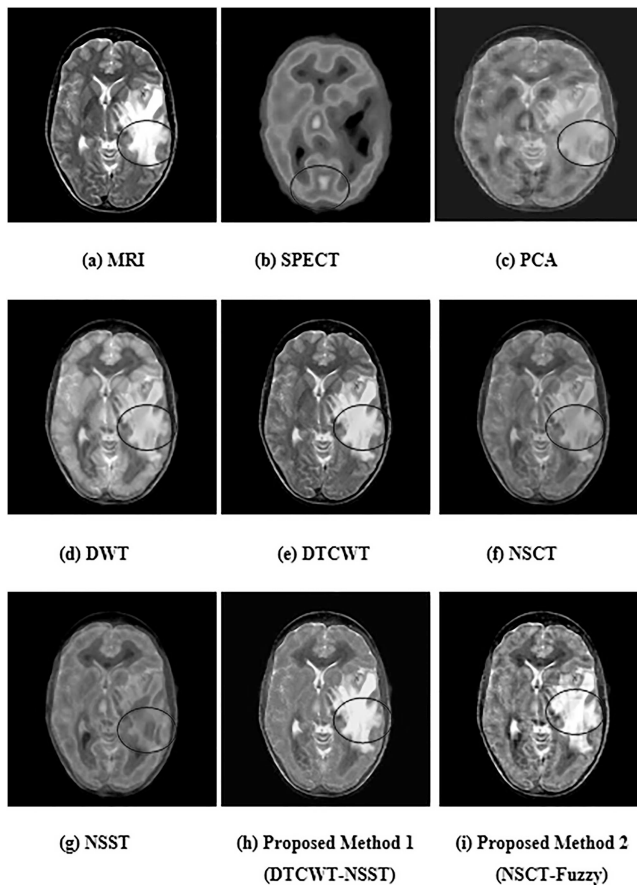 (a) MRI
(b) SPECT
(c) PCA
(d) DWT
(e) DTCWT
(f) NSCT
(g) NSST
(h) Proposed Method 1
(DTCWT-NSST)
(i) Proposed Method 2
(NSCT-Fuzzy)